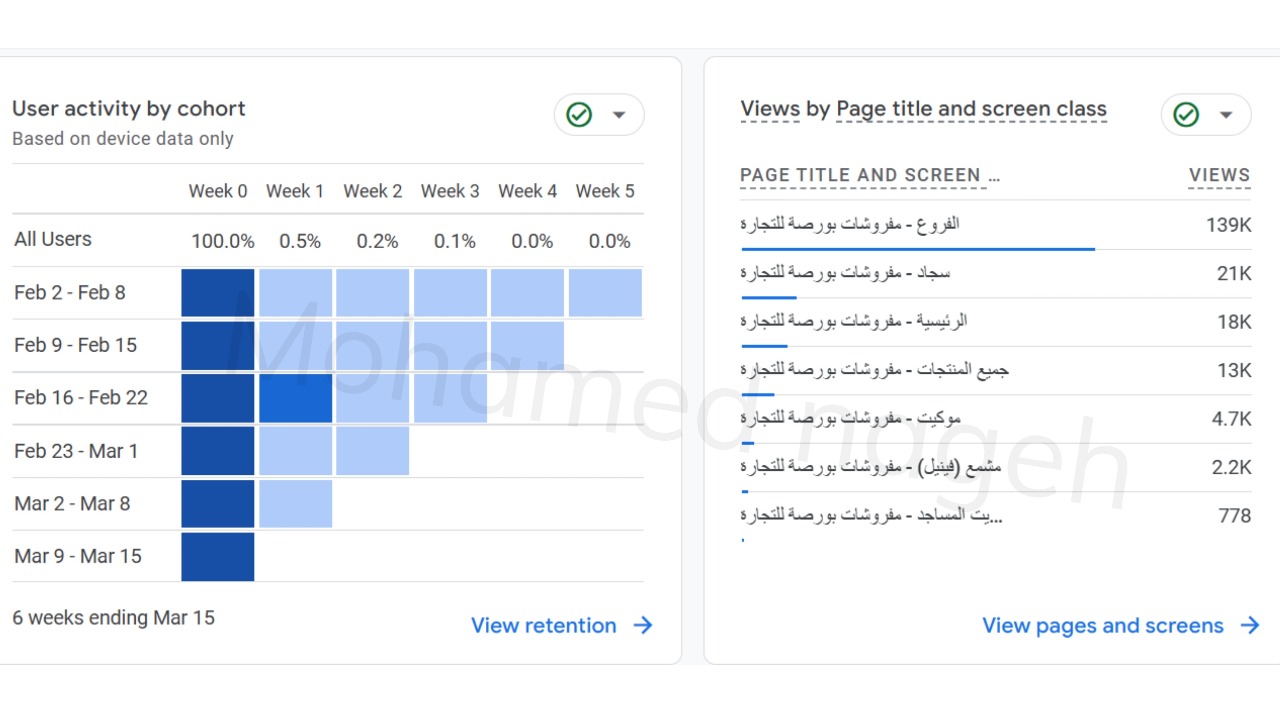 User activity by cohort
Based on device data only
Week 0 Week 1 Week 2 Week 3 Week 4 Week 5
All Users 100.0% 0.5% 0.2% 0.1% 0.0% 0.0%
Feb 2 - Feb 8
Feb 9 - Feb 15
Feb 16 - Feb 22
Feb 23 - Mar 1
Mar 2 - Mar 8
Mar 9 - Mar 15
6 weeks ending Mar 15
View retention
Views by Page title and screen class
PAGE TITLE AND SCREEN … VIEWS
الفروع - مفروشات بورصة للتجارة 139K
سجاد - مفروشات بورصة للتجارة 21K
الرئيسية - مفروشات بورصة للتجارة 18K
جميع المنتجات - مفروشات بورصة للتجارة 13K
موكيت - مفروشات بورصة للتجارة 4.7K
مشمع (فينيل) - مفروشات بورصة للتجارة 2.2K
...يت المساجد - مفروشات بورصة للتجارة 778
View pages and screens
Mohamed nageh